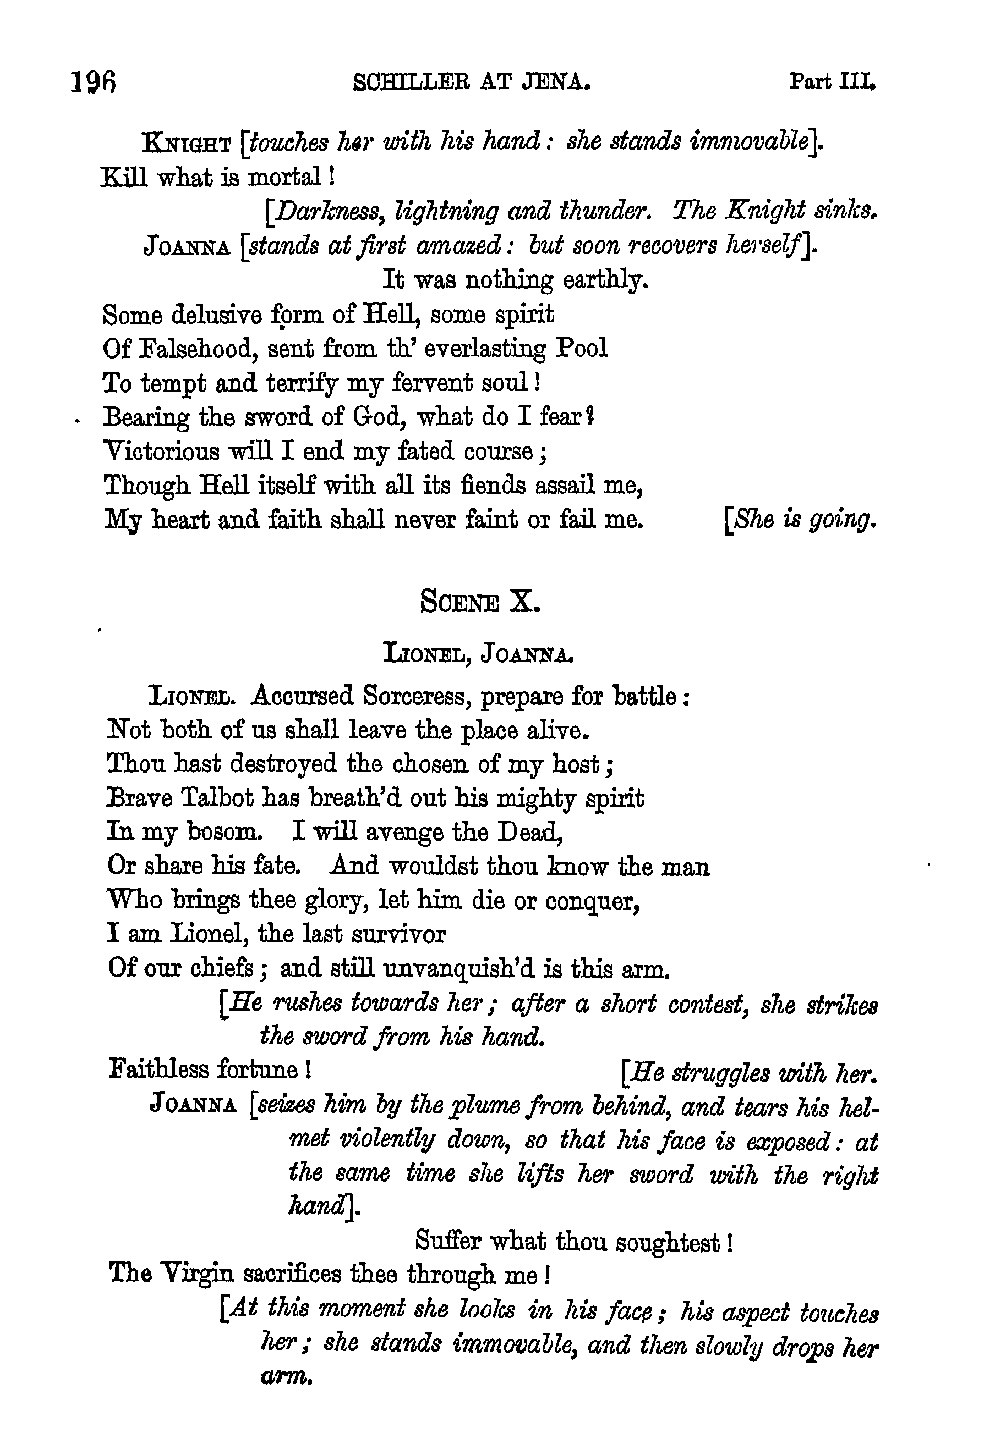 196 SCHILLER AT JENA. Part III.
KNIGHT [touches her with his hand: she stands immovable].
Kill what is mortal!
[Darkness, lightning and thunder. The Knight sinks.
JOANNA [stands at first amazed: but soon recovers herself].
It was nothing earthly.
Some delusive form of Hell, some spirit
Of Falsehood, sent from th' everlasting Pool
To tempt and terrify my fervent soul!
Bearing the sword of God, what do I fear?
Victorious will I end my fated course;
Though Hell itself with all its fiends assail me,
My heart and faith shall never faint or fail me. [She is going.
SCENE X.
LIONEL, JOANNA.
LIONEL. Accursed Sorceress, prepare for battle:
Not both of us shall leave the place alive.
Thou hast destroyed the chosen of my host;
Brave Talbot has breath'd out his mighty spirit
In my bosom. I will avenge the Dead,
Or share his fate. And wouldst thou know the man
Who brings thee glory, let him die or conquer,
I am Lionel, the last survivor
Of our chiefs; and still unvanquish'd is this arm.
[He rushes towards her; after a short contest, she strikes
the sword from his hand.
Faithless fortune! [He struggles with her.
JOANNA [seizes him by the plume from behind, and tears his hel-
met violently down, so that his face is exposed: at
the same time she lifts her sword with the right
hand].
Suffer what thou soughtest!
The Virgin sacrifices thee through me!
[At this moment she looks in his face; his aspect touches
her; she stands immovable, and then slowly drops her
arm.